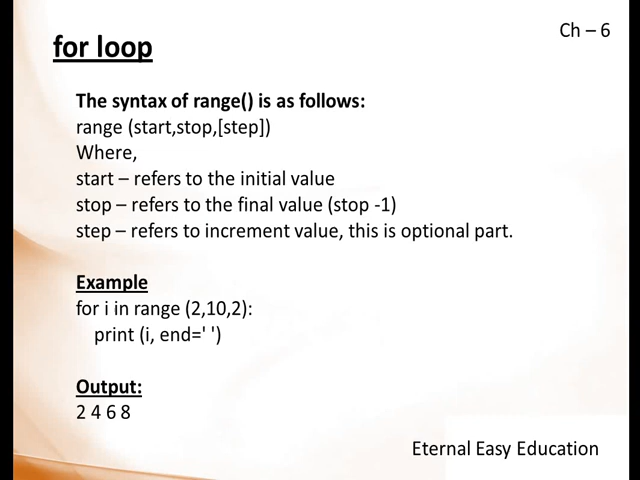 Ch – 6
for loop
The syntax of range() is as follows:
range (start,stop,[step])
Where,
start – refers to the initial value
stop – refers to the final value (stop -1)
step – refers to increment value, this is optional part.
Example
for i in range (2,10,2):
print (i, end=' ')
Output:
2 4 6 8
Eternal Easy Education